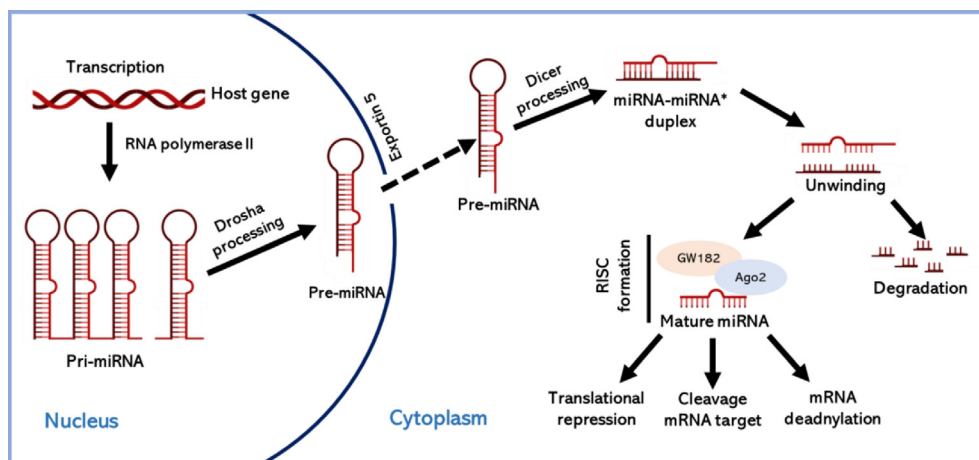 Transcription
Host gene
RNA polymerase II
Pri-miRNA
Drosha
processing
Pre-miRNA
Nucleus
Exportin 5
Pre-miRNA
Dicer
processing
miRNA-miRNA*
duplex
Unwinding
Degradation
RISC
formation
GW182
Ago2
Mature miRNA
Translational
repression
Cleavage
mRNA target
mRNA
deadnylation
Cytoplasm